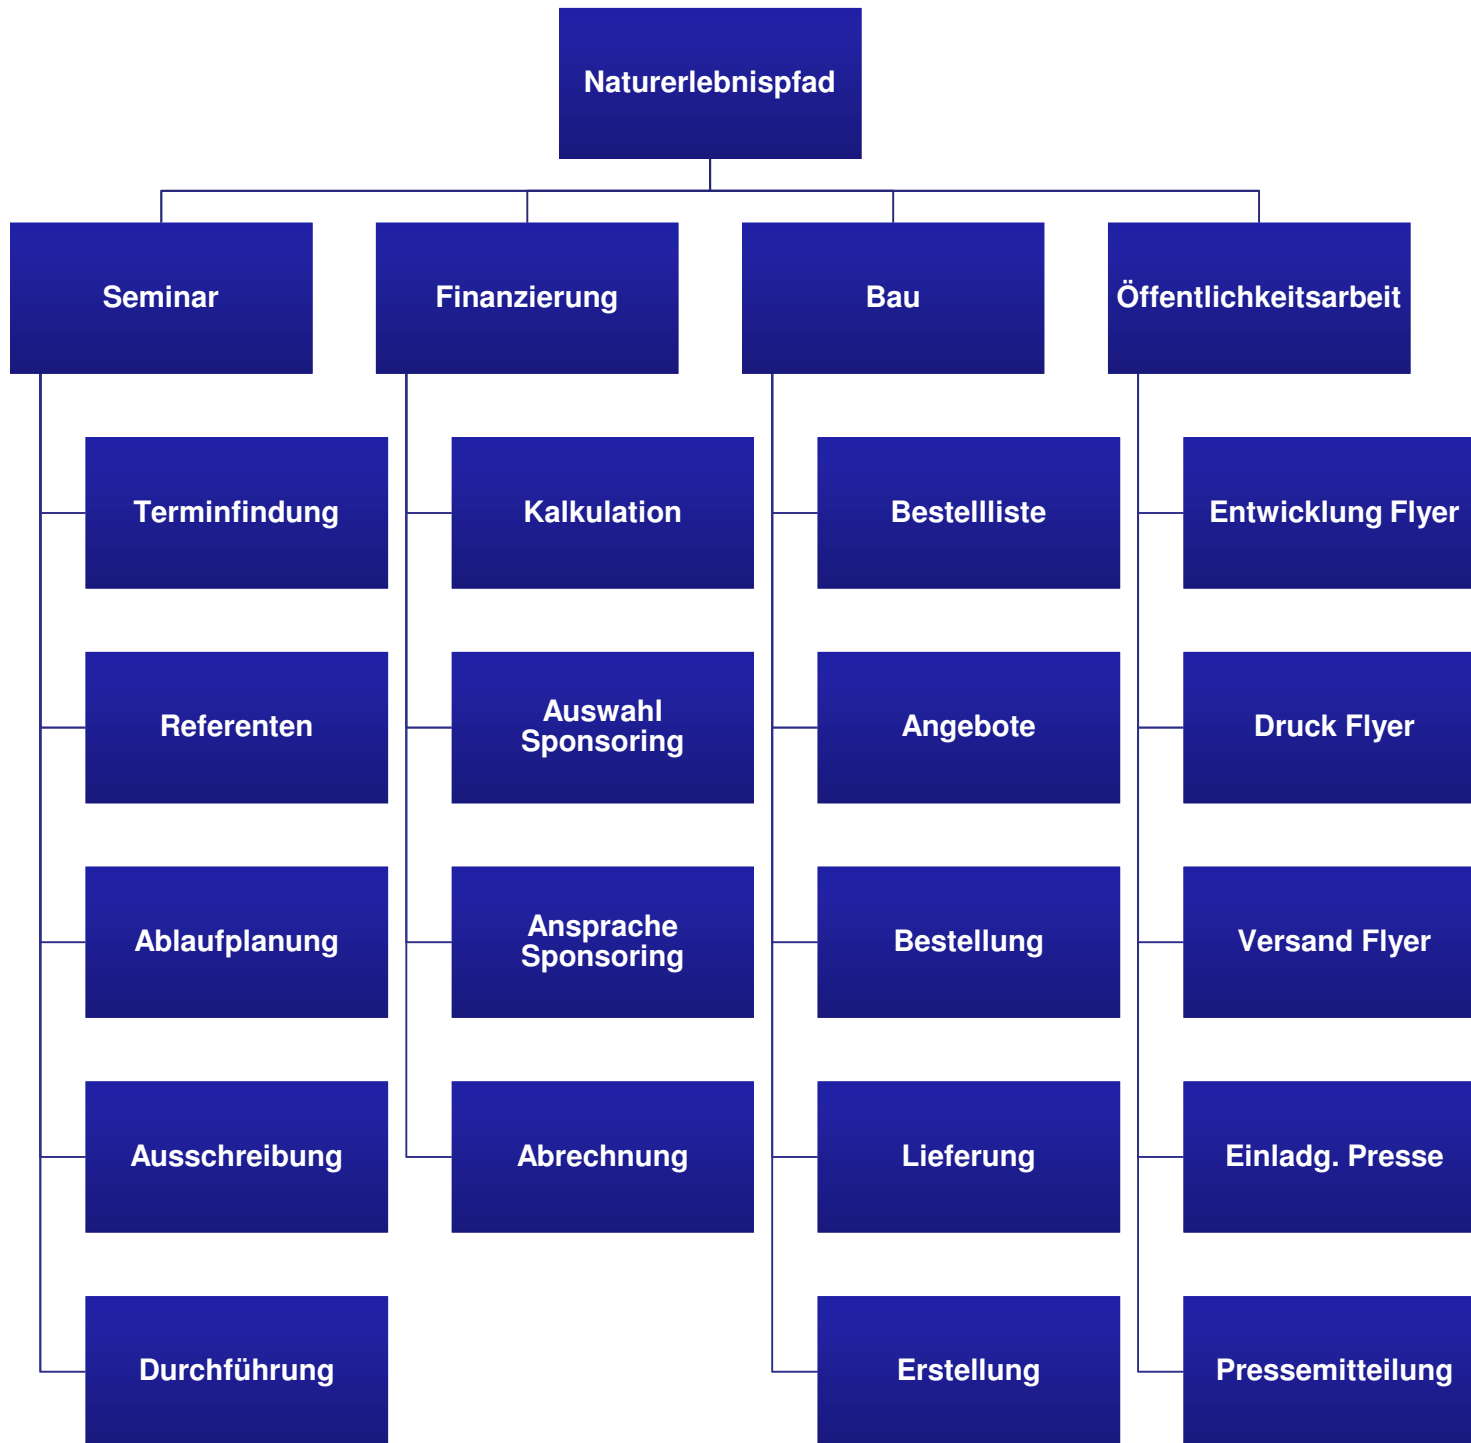 Naturerlebnispfad
Seminar
Finanzierung
Bau
Öffentlichkeitsarbeit
Terminfindung
Kalkulation
Bestellliste
Entwicklung Flyer
Referenten
Auswahl
Sponsoring
Angebote
Druck Flyer
Ablaufplanung
Ansprache
Sponsoring
Bestellung
Versand Flyer
Ausschreibung
Abrechnung
Lieferung
Einladg. Presse
Durchführung
Erstellung
Pressemitteilung